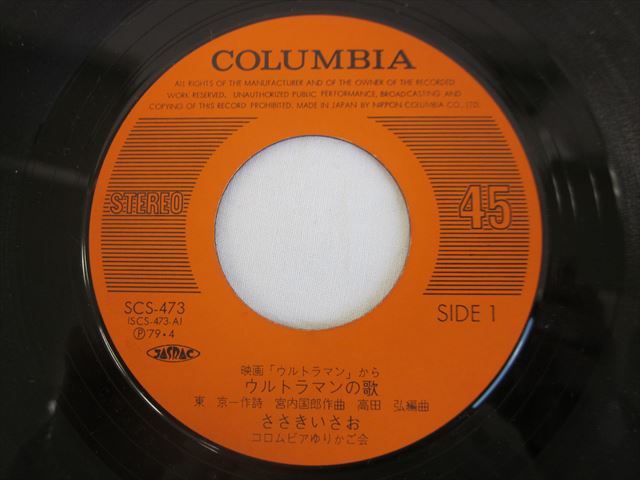 COLUMBIA
ALL RIGHTS OF THE MANUFACTURER AND OF THE OWNER OF THE RECORDED
WORK RESERVED. UNAUTHORIZED PUBLIC PERFORMANCE, BROADCASTING AND
COPYING OF THIS RECORD PROHIBITED. MADE IN JAPAN BY NIPPON COLUMBIA CO., LTD.
STEREO
45
SCS-473
(SCS-473-A)
Ⓟ'79・4
JASRAC
SIDE 1
映画「ウルトラマン」から
ウルトラマンの歌
東 京一作詩 宮内国郎作曲 高田 弘編曲
ささきいさお
コロムビアゆりかご会